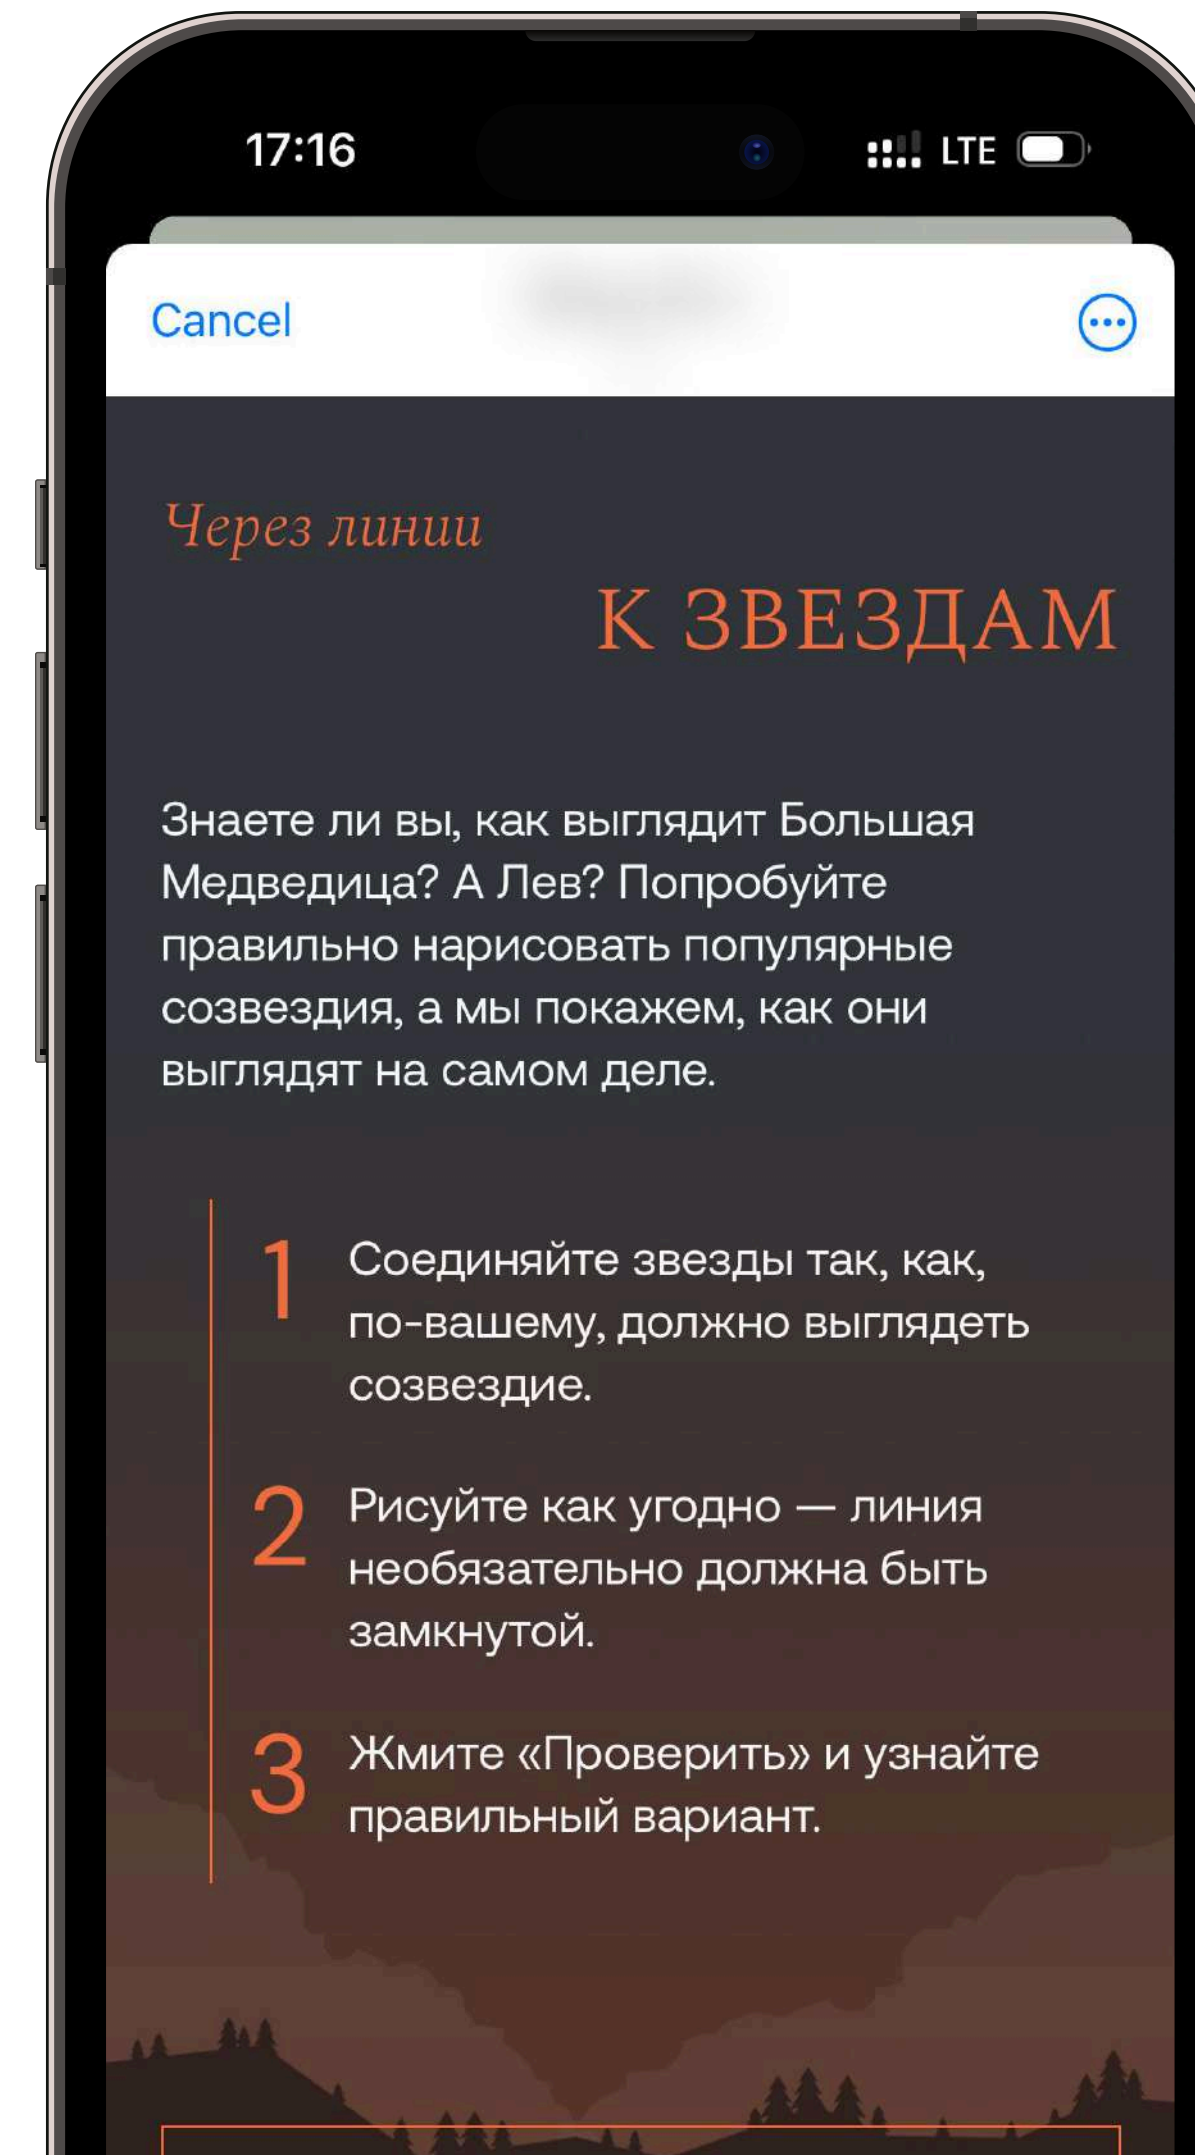 17:16
LTE
Cancel
Через линии
К ЗВЕЗДАМ
Знаете ли вы, как выглядит Большая
Медведица? А Лев? Попробуйте
правильно нарисовать популярные
созвездия, а мы покажем, как они
выглядят на самом деле.
1
Соединяйте звезды так, как,
по-вашему, должно выглядеть
созвездие.
2
Рисуйте как угодно — линия
необязательно должна быть
замкнутой.
3
Жмите «Проверить» и узнайте
правильный вариант.